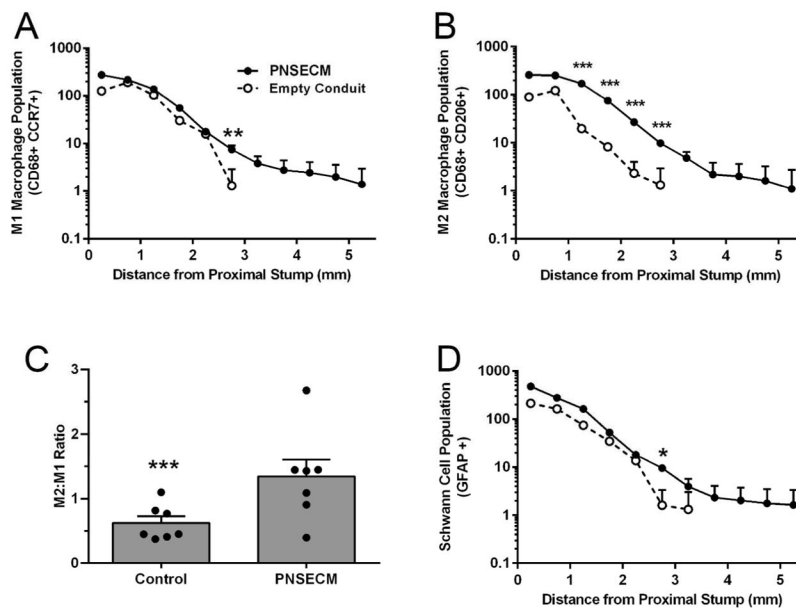 A
M1 Macrophage Population
(CD68+ CCR7+)
1000
100
10
1
0.1
PNSECM
Empty Conduit
**
0 1 2 3 4 5
Distance from Proximal Stump (mm)
B
M2 Macrophage Population
(CD68+ CD206+)
1000
100
10
1
0.1
***
***
***
***
0 1 2 3 4 5
Distance from Proximal Stump (mm)
C
M2:M1 Ratio
3
2
1
0
***
Control PNSECM
D
Schwann Cell Population
(GFAP +)
1000
100
10
1
0.1
*
0 1 2 3 4 5
Distance from Proximal Stump (mm)